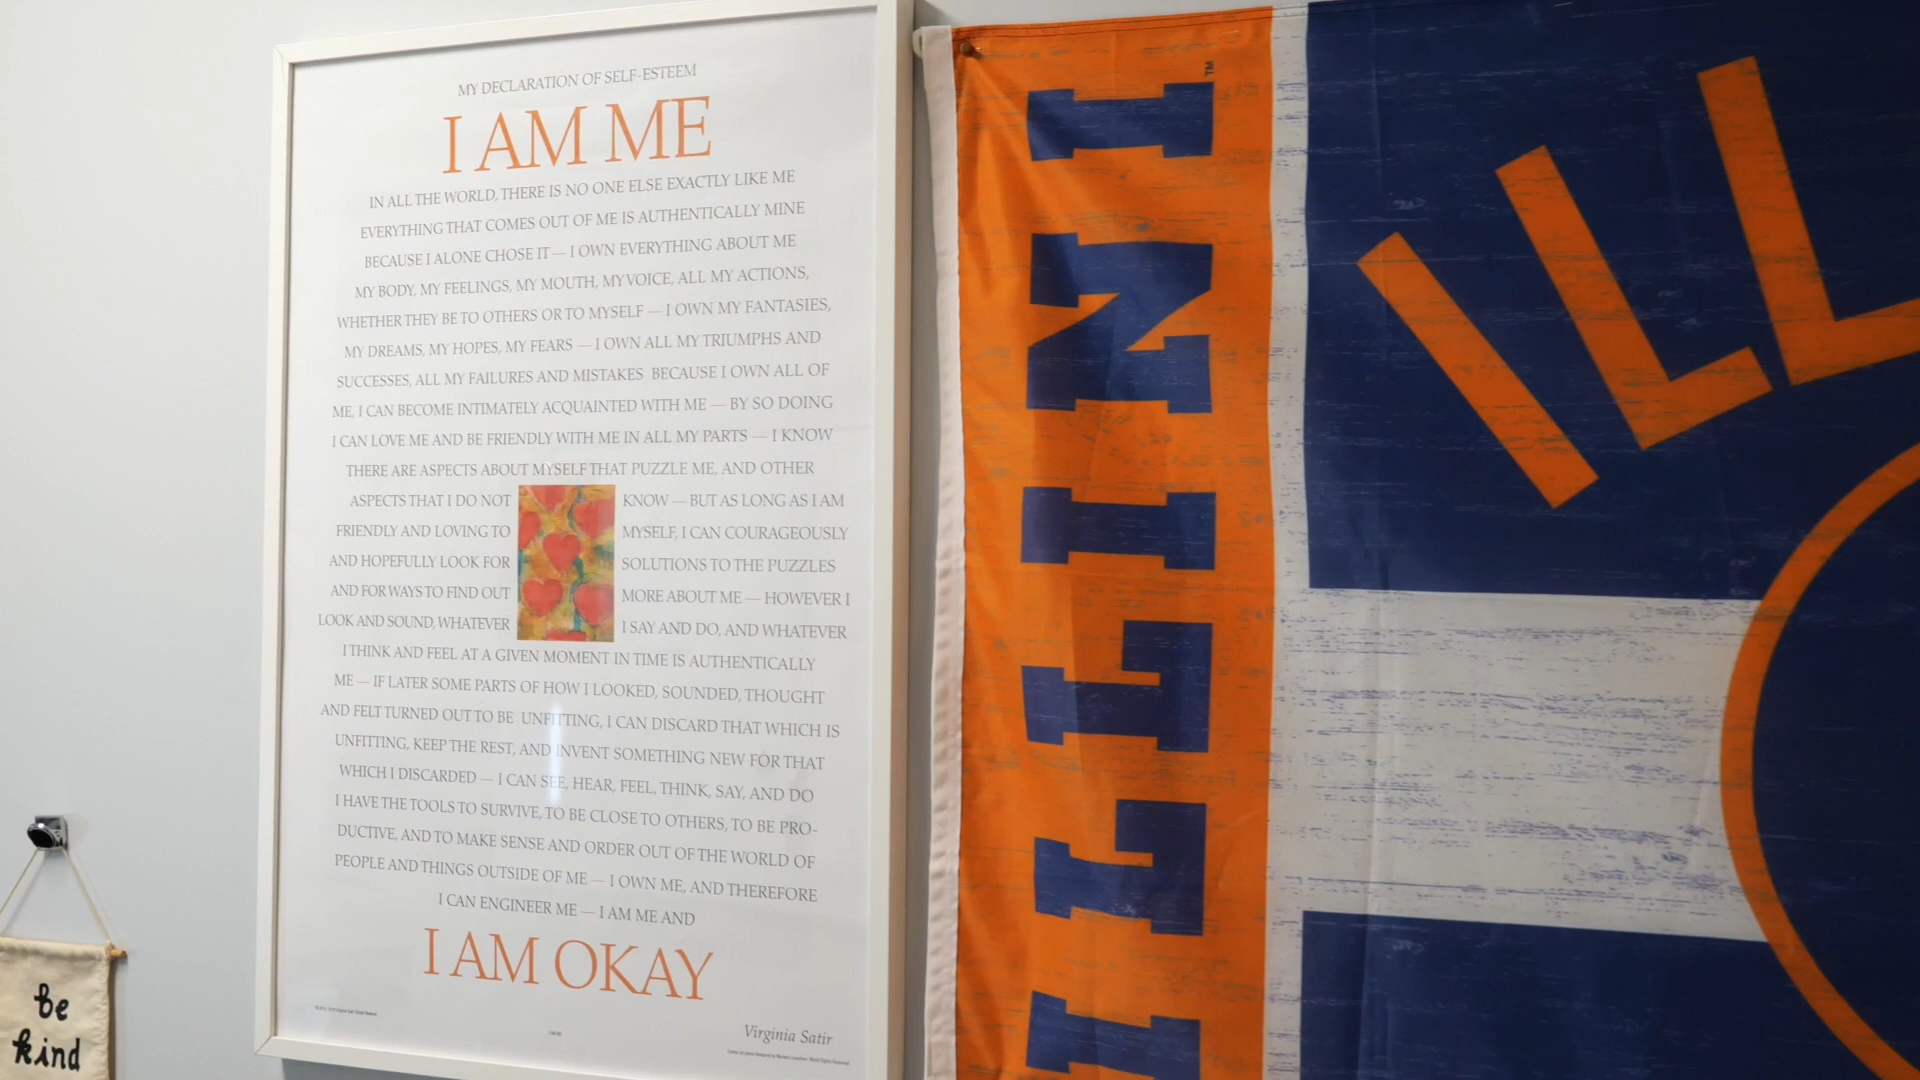 MY DECLARATION OF SELF-ESTEEM
I AM ME
IN ALL THE WORLD, THERE IS NO ONE ELSE EXACTLY LIKE ME
EVERYTHING THAT COMES OUT OF ME IS AUTHENTICALLY MINE
BECAUSE I ALONE CHOSE IT — I OWN EVERYTHING ABOUT ME
MY BODY, MY FEELINGS, MY MOUTH, MY VOICE, ALL MY ACTIONS,
WHETHER THEY BE TO OTHERS OR TO MYSELF — I OWN MY FANTASIES,
MY DREAMS, MY HOPES, MY FEARS — I OWN ALL MY TRIUMPHS AND
SUCCESSES, ALL MY FAILURES AND MISTAKES BECAUSE I OWN ALL OF
ME, I CAN BECOME INTIMATELY ACQUAINTED WITH ME — BY SO DOING
I CAN LOVE ME AND BE FRIENDLY WITH ME IN ALL MY PARTS — I KNOW
THERE ARE ASPECTS ABOUT MYSELF THAT PUZZLE ME, AND OTHER
ASPECTS THAT I DO NOT KNOW — BUT AS LONG AS I AM
FRIENDLY AND LOVING TO MYSELF, I CAN COURAGEOUSLY
AND HOPEFULLY LOOK FOR SOLUTIONS TO THE PUZZLES
AND FOR WAYS TO FIND OUT MORE ABOUT ME — HOWEVER I
LOOK AND SOUND, WHATEVER I SAY AND DO, AND WHATEVER
I THINK AND FEEL AT A GIVEN MOMENT IN TIME IS AUTHENTICALLY
ME — IF LATER SOME PARTS OF HOW I LOOKED, SOUNDED, THOUGHT
AND FELT TURNED OUT TO BE UNFITTING, I CAN DISCARD THAT WHICH IS
UNFITTING, KEEP THE REST, AND INVENT SOMETHING NEW FOR THAT
WHICH I DISCARDED — I CAN SEE, HEAR, FEEL, THINK, SAY, AND DO
I HAVE THE TOOLS TO SURVIVE, TO BE CLOSE TO OTHERS, TO BE PRO-
DUCTIVE, AND TO MAKE SENSE AND ORDER OUT OF THE WORLD OF
PEOPLE AND THINGS OUTSIDE OF ME — I OWN ME, AND THEREFORE
I CAN ENGINEER ME — I AM ME AND
I AM OKAY
Virginia Satir
be
kind
ILLINI
TM
ILL